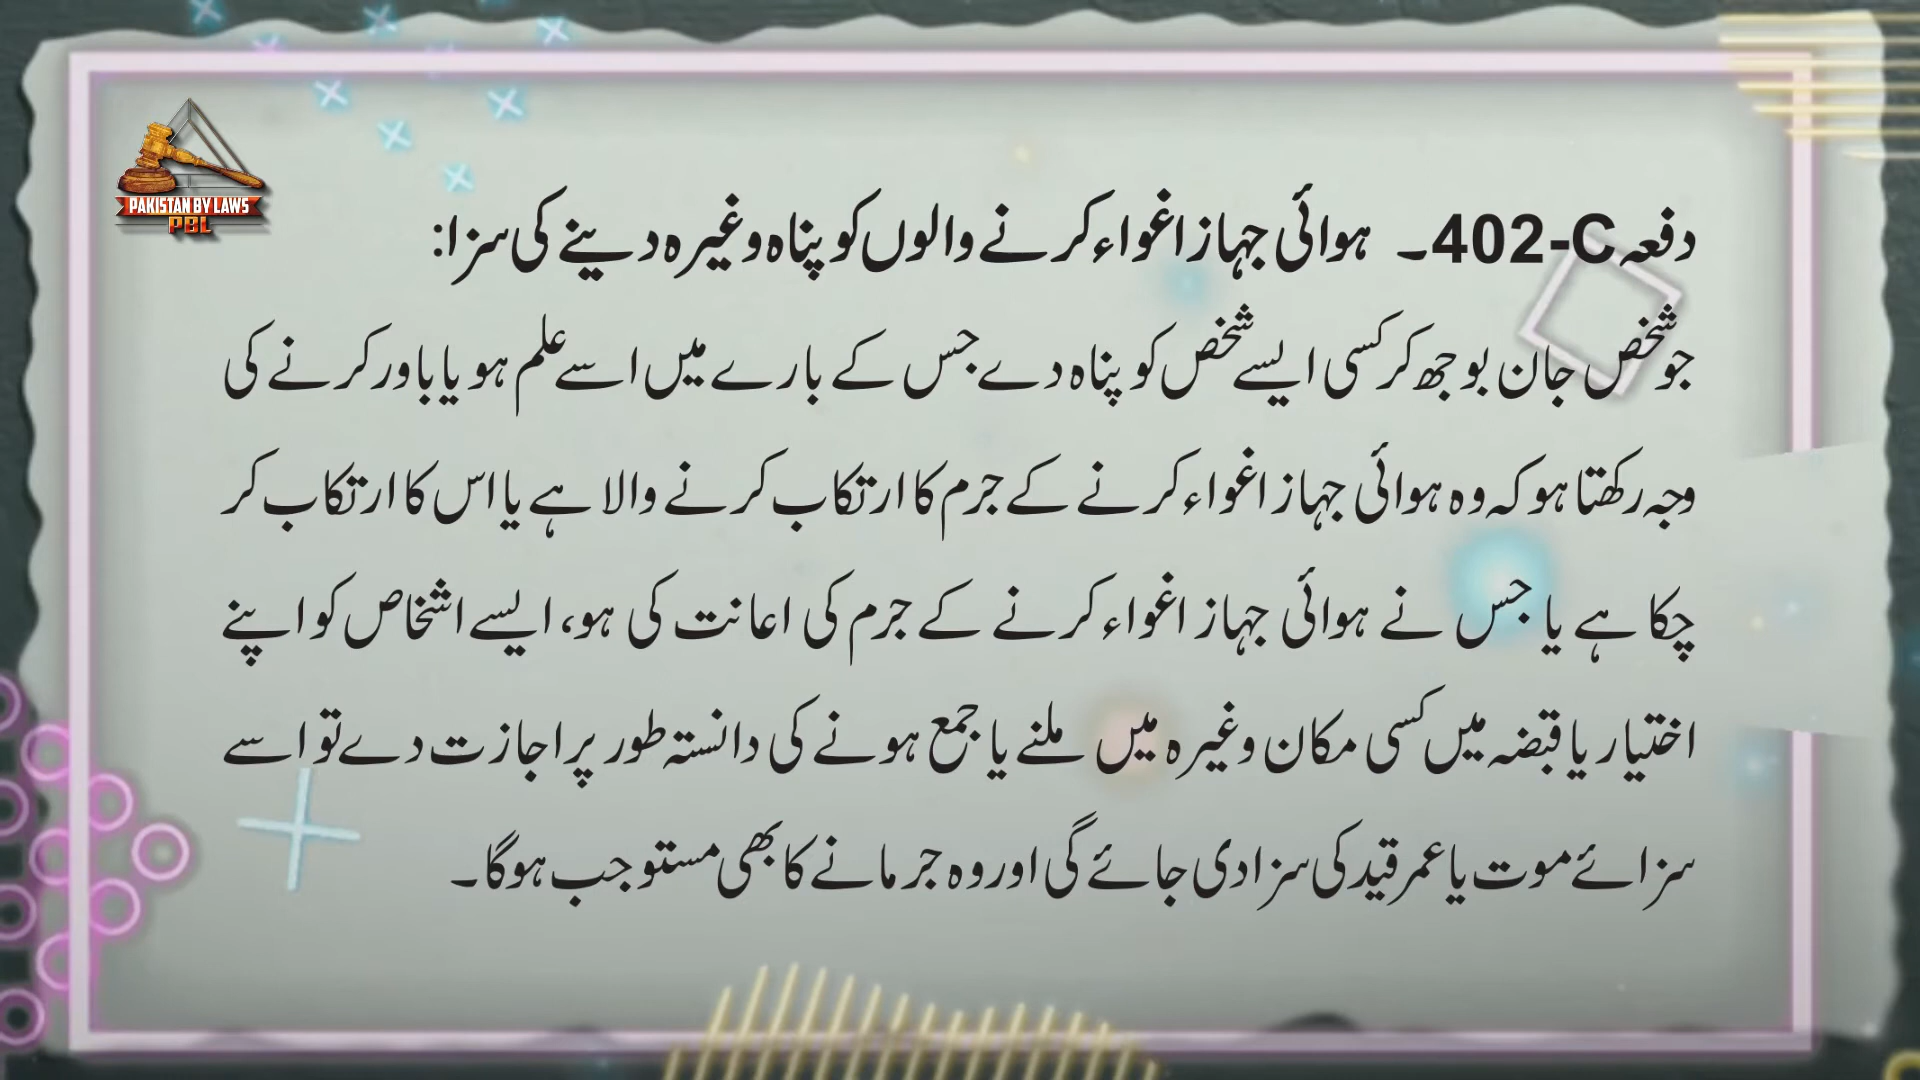 PAKISTAN BY LAWS
PBL
دفعہ 402-C۔ ہوائی جہاز اغواء کرنے والوں کو پناہ وغیرہ دینے کی سزا:
جو شخص جان بوجھ کر کسی ایسے شخص کو پناہ دے جس کے بارے میں اسے علم ہو یا باور کرنے کی
وجہ رکھتا ہو کہ وہ ہوائی جہاز اغواء کرنے کے جرم کا ارتکاب کرنے والا ہے یا اس کا ارتکاب کر
چکا ہے یا جس نے ہوائی جہاز اغواء کرنے کے جرم کی اعانت کی ہو، ایسے اشخاص کو اپنے
اختیار یا قبضہ میں کسی مکان وغیرہ میں ملنے یا جمع ہونے کی دانستہ طور پر اجازت دے تو اسے
سزائے موت یا عمر قید کی سزا دی جائے گی اور وہ جرمانے کا بھی مستوجب ہوگا۔